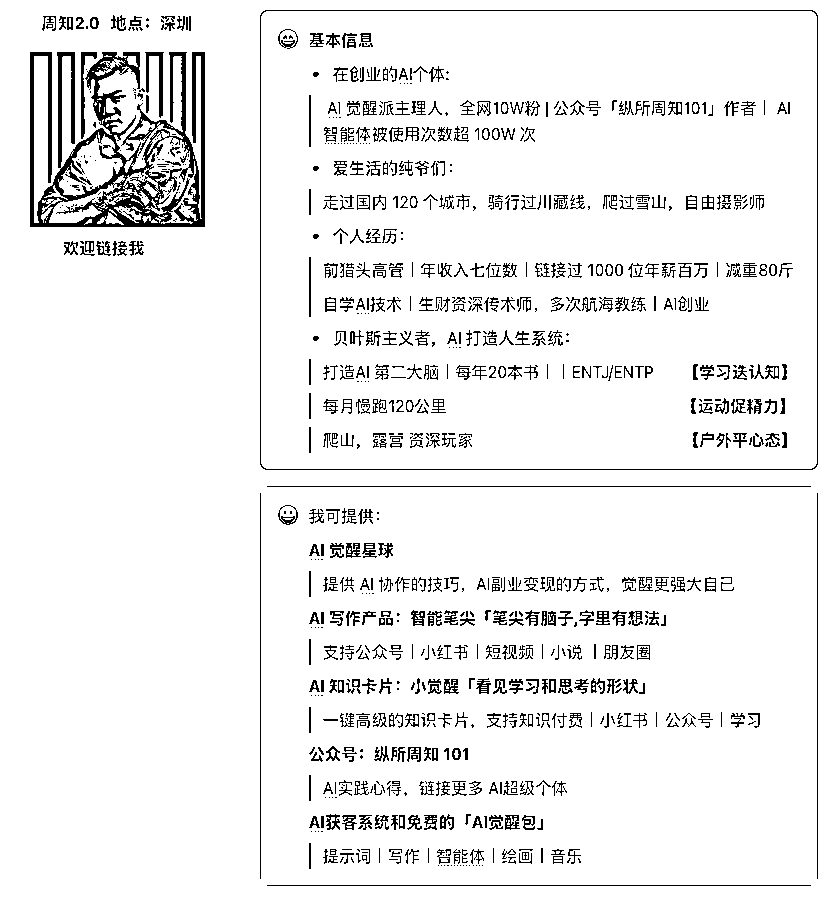 周知2.0 地点：深圳
欢迎链接我
基本信息
• 在创业的AI个体：
AI 觉醒派主理人，全网10W粉 | 公众号「纵所周知101」作者 | AI
智能体被使用次数超 100W 次
• 爱生活的纯爷们：
走过国内 120 个城市，骑行过川藏线，爬过雪山，自由摄影师
• 个人经历：
前猎头高管 | 年收入七位数 | 链接过 1000 位年薪百万 | 减重80斤
自学AI技术 | 生财资深传术师，多次航海教练 | AI创业
• 贝叶斯主义者，AI 打造人生系统：
打造AI 第二大脑 | 每年20本书 | | ENTJ/ENTP 【学习迭认知】
每月慢跑120公里 【运动促精力】
爬山，露营 资深玩家 【户外平心态】
我可提供：
AI 觉醒星球
提供 AI 协作的技巧，AI副业变现的方式，觉醒更强大自已
AI 写作产品：智能笔尖「笔尖有脑子,字里有想法」
支持公众号 | 小红书 | 短视频 | 小说 | 朋友圈
AI 知识卡片：小觉醒「看见学习和思考的形状」
一键高级的知识卡片，支持知识付费 | 小红书 | 公众号 | 学习
公众号：纵所周知 101
AI实践心得，链接更多 AI超级个体
AI获客系统和免费的「AI觉醒包」
提示词 | 写作 | 智能体 | 绘画 | 音乐